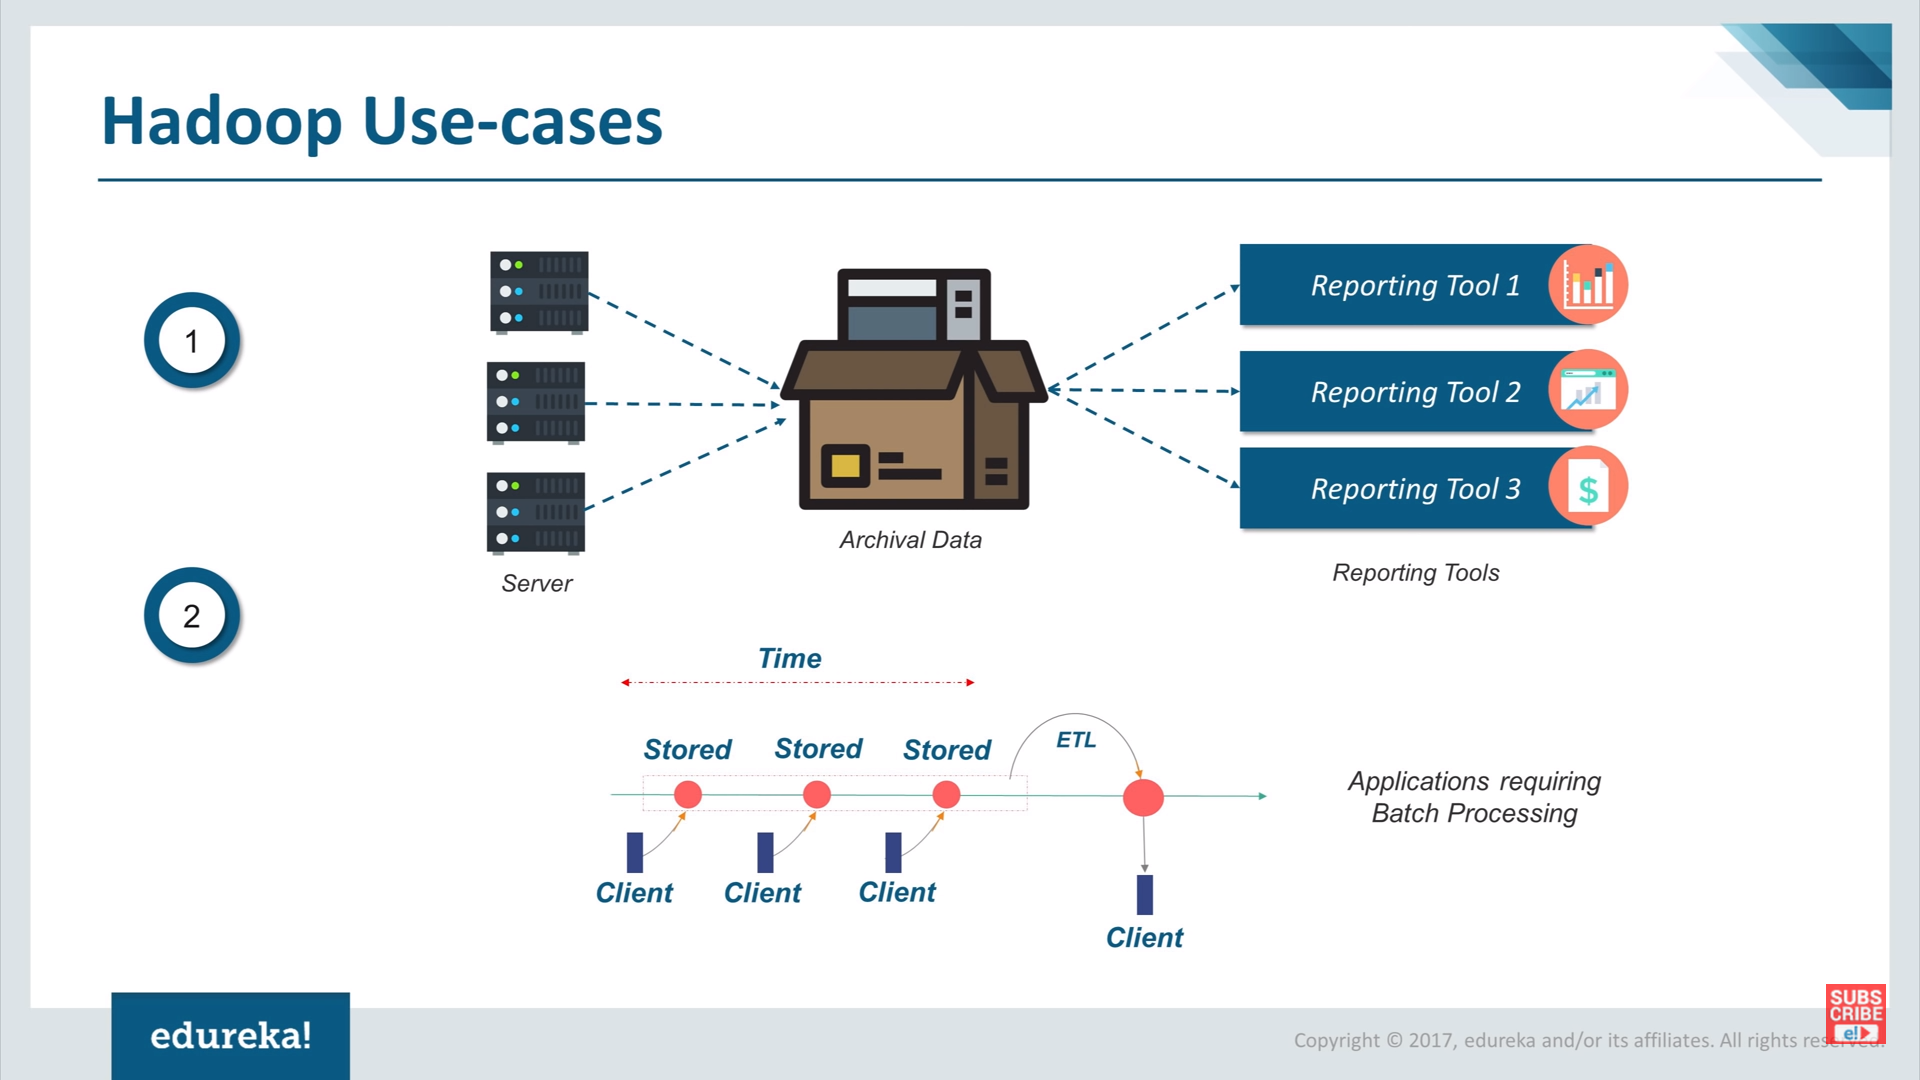 Hadoop Use-cases
1
Server
Archival Data
Reporting Tool 1
Reporting Tool 2
Reporting Tool 3
$
Reporting Tools
2
Time
Stored Stored Stored
ETL
Client Client Client
Client
Applications requiring
Batch Processing
edureka!
Copyright © 2017, edureka and/or its affiliates. All rights reserved.
SUBS
CRIBE
e!